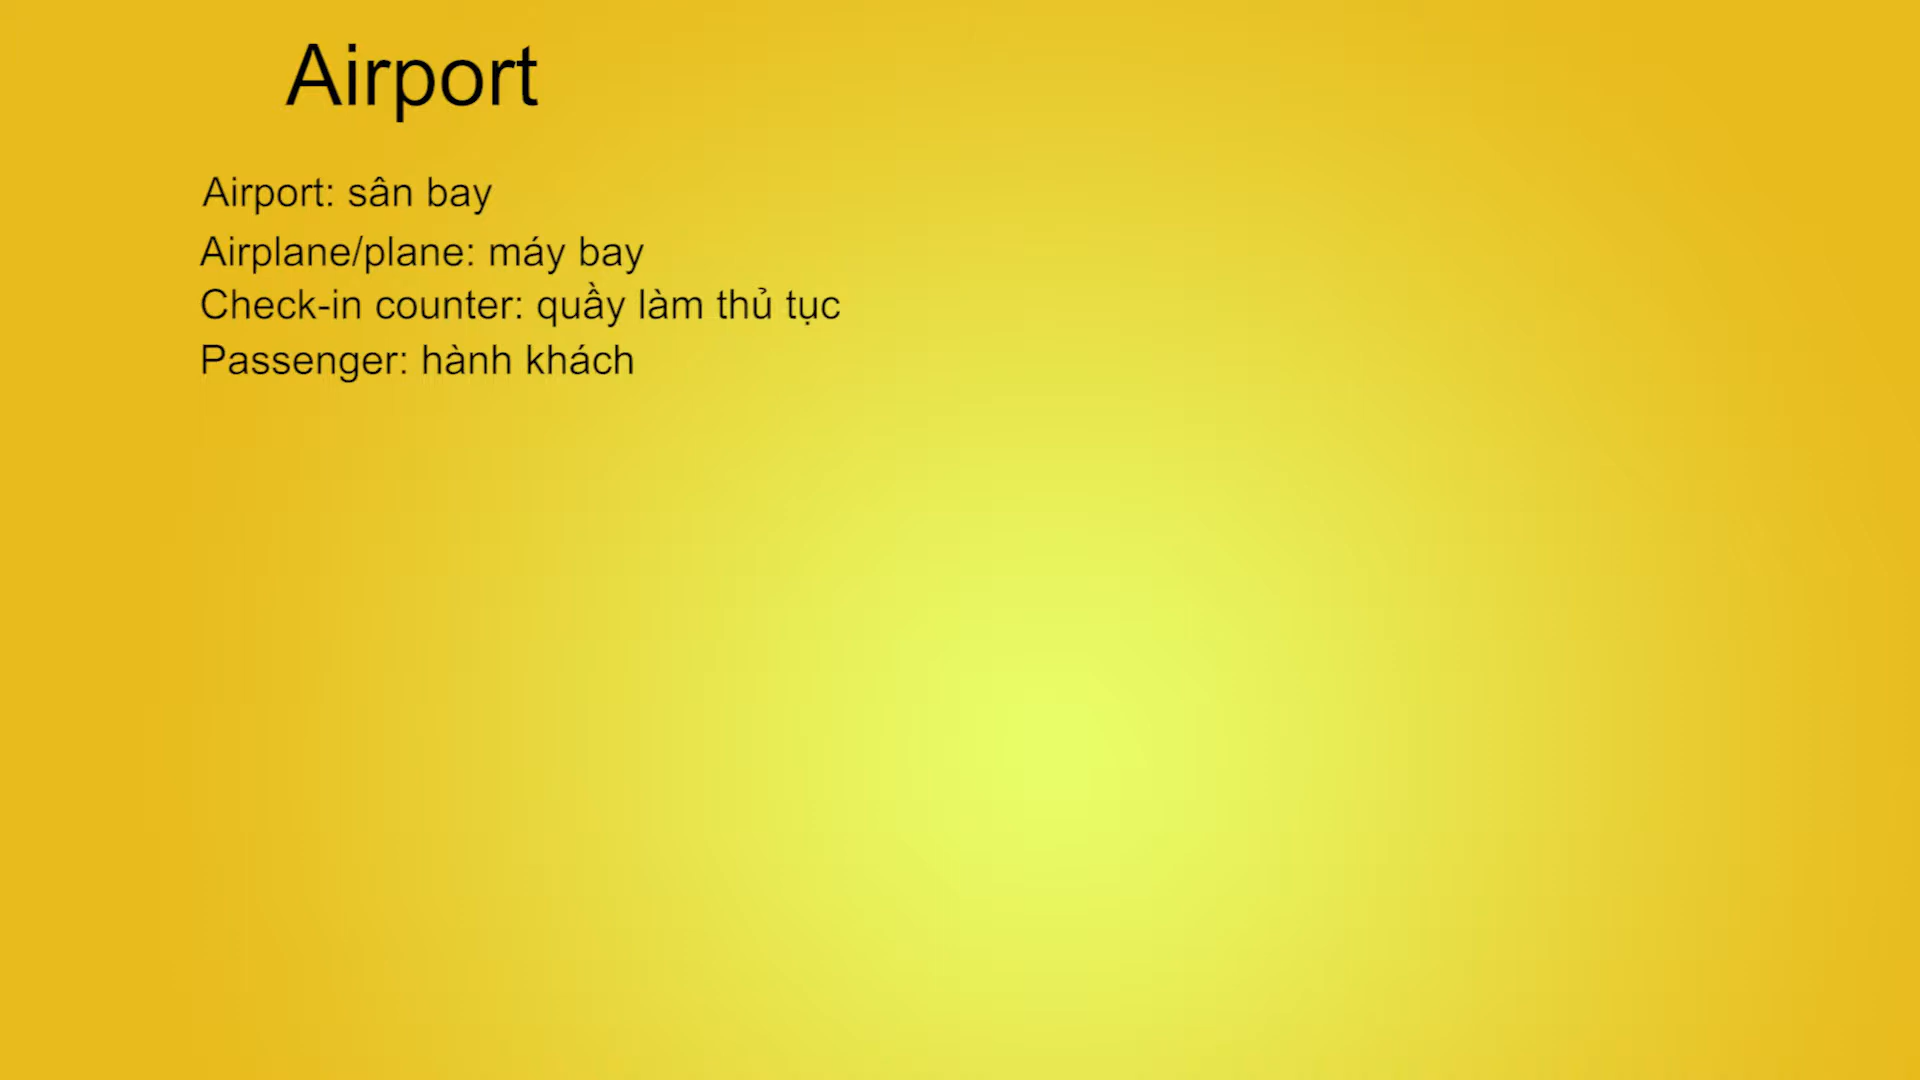 Airport
Airport: sân bay
Airplane/plane: máy bay
Check-in counter: quầy làm thủ tục
Passenger: hành khách